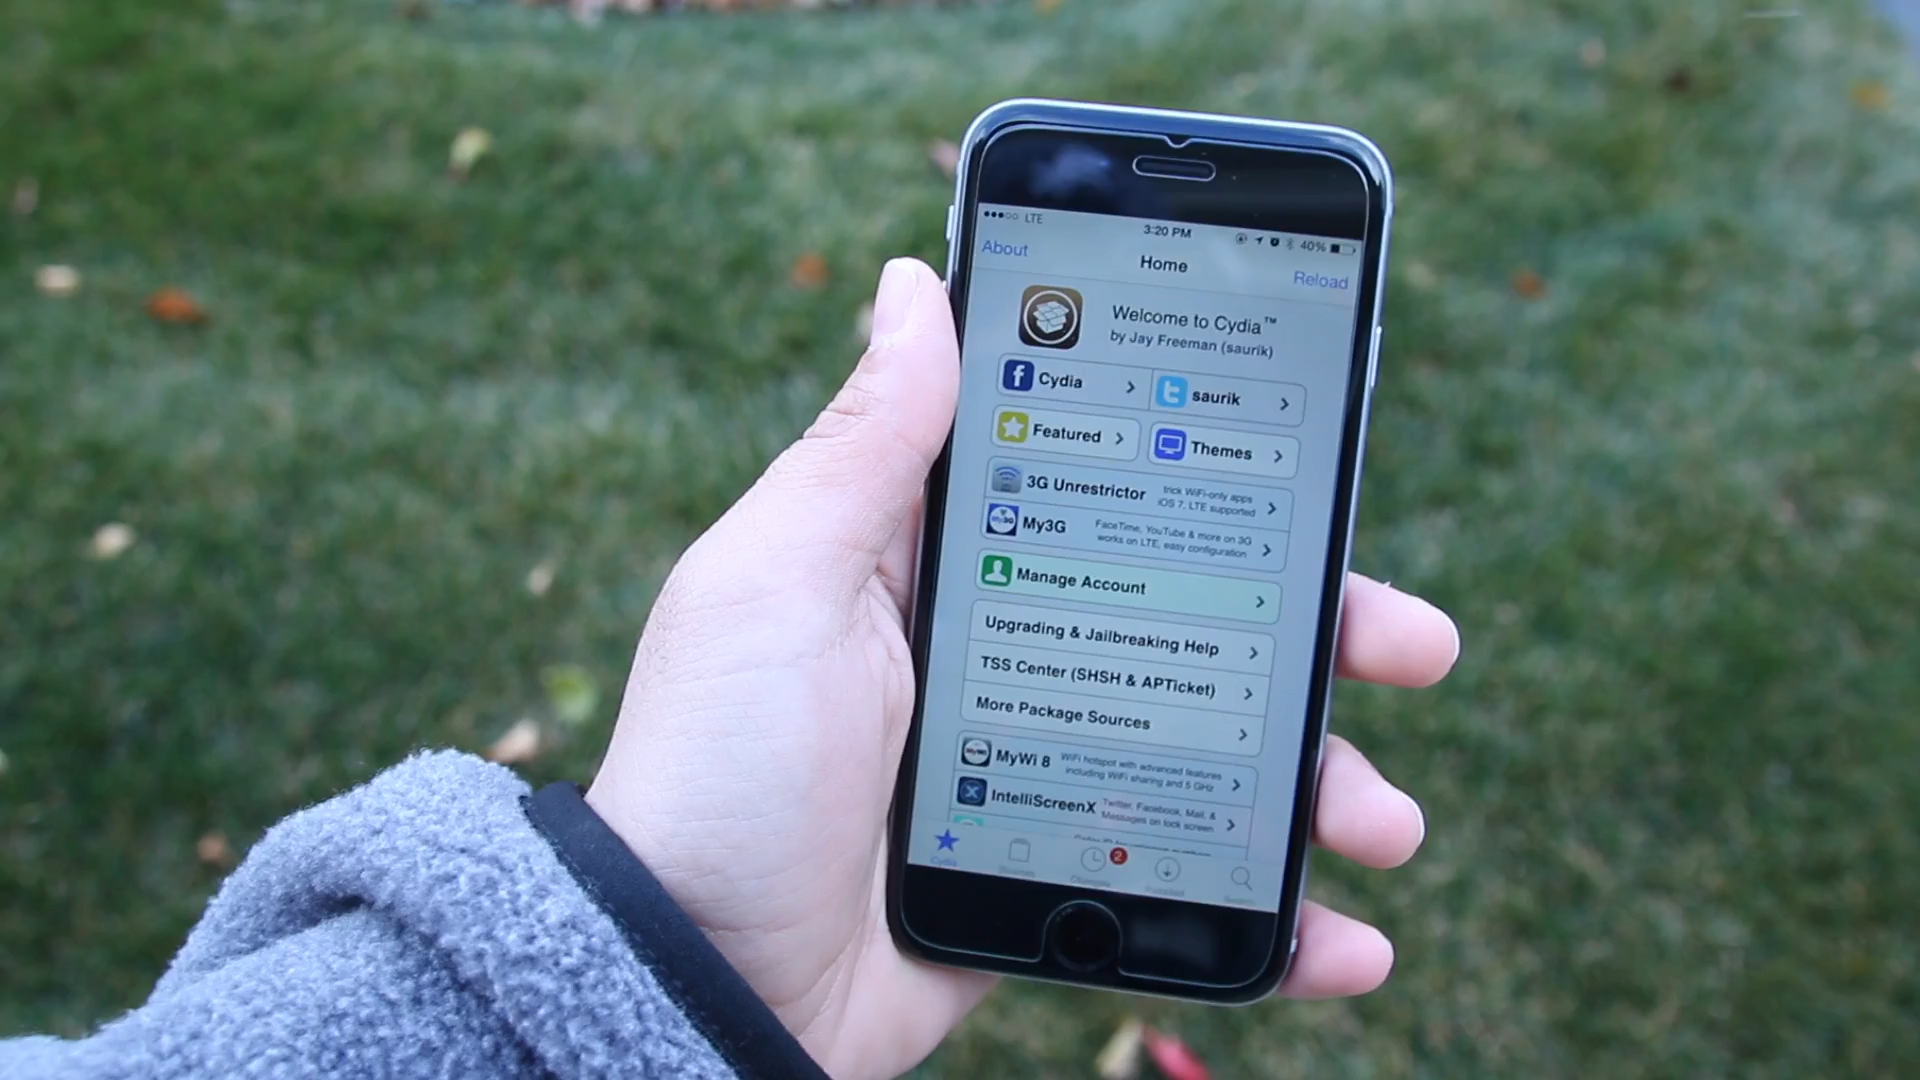 LTE
3:20 PM
40%
About
Home
Reload
Welcome to Cydia™
by Jay Freeman (saurik)
Cydia
saurik
Featured
Themes
3G Unrestrictor
trick WiFi-only apps
iOS 7, LTE supported
My3G
FaceTime, YouTube & more on 3G
works on LTE, easy configuration
Manage Account
Upgrading & Jailbreaking Help
TSS Center (SHSH & APTicket)
More Package Sources
MyWi 8
WiFi hotspot with advanced features
including WiFi sharing and 5 GHz
IntelliScreenX
Twitter, Facebook, Mail, &
Messages on lock screen
Cydia
2
Changes